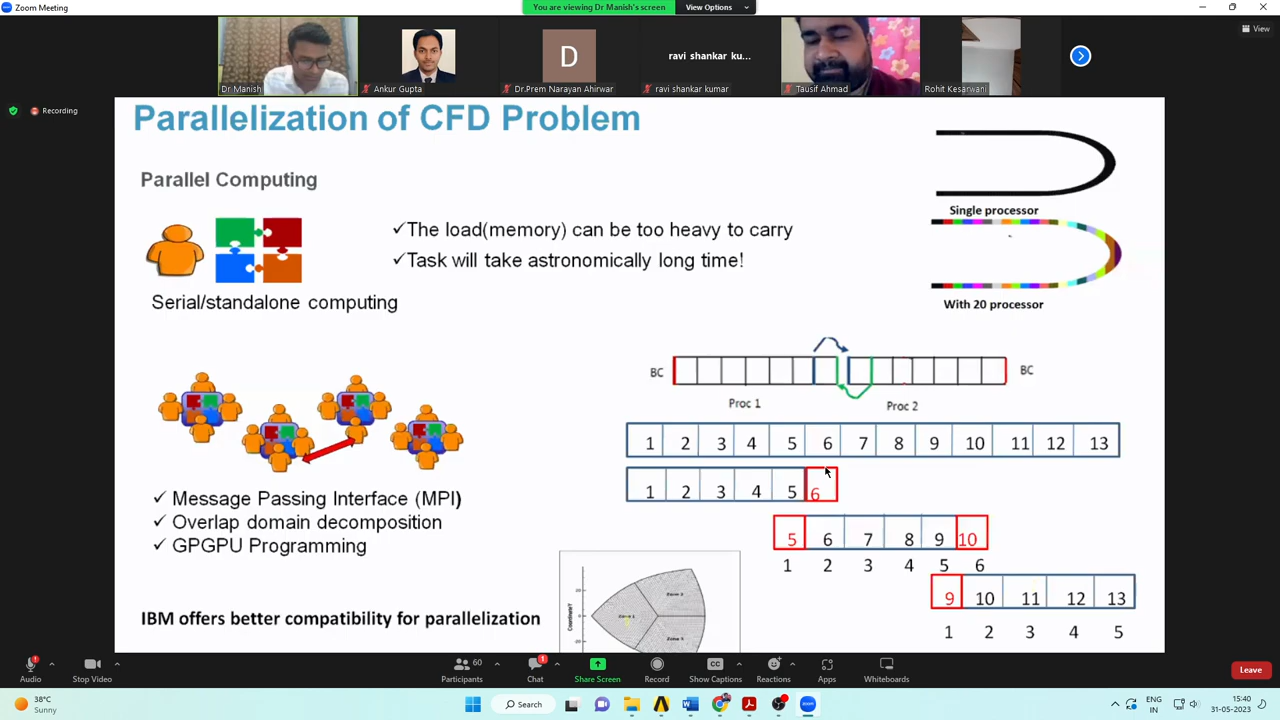 Zoom Meeting
You are viewing Dr Manish's screen
View Options
D
ravi shankar ku...
View
Dr Manish
Ankur Gupta
Dr.Prem Narayan Ahirwar
ravi shankar kumar
Tausif Ahmad
Rohit Kesarwani
Recording
Parallelization of CFD Problem
Parallel Computing
Single processor
✓The load(memory) can be too heavy to carry
✓Task will take astronomically long time!
Serial/standalone computing
With 20 processor
BC
BC
Proc 1
Proc 2
1 2 3 4 5 6 7 8 9 10 11 12 13
1 2 3 4 5 6
✓ Message Passing Interface (MPI)
✓ Overlap domain decomposition
✓ GPGPU Programming
5 6 7 8 9 10
1 2 3 4 5 6
9 10 11 12 13
1 2 3 4 5
IBM offers better compatibility for parallelization
Audio
Stop Video
60
Participants
1
Chat
Share Screen
Record
CC
Show Captions
Reactions
Apps
Whiteboards
Leave
38°C
Sunny
Search
ENG
IN
15:40
31-05-2023